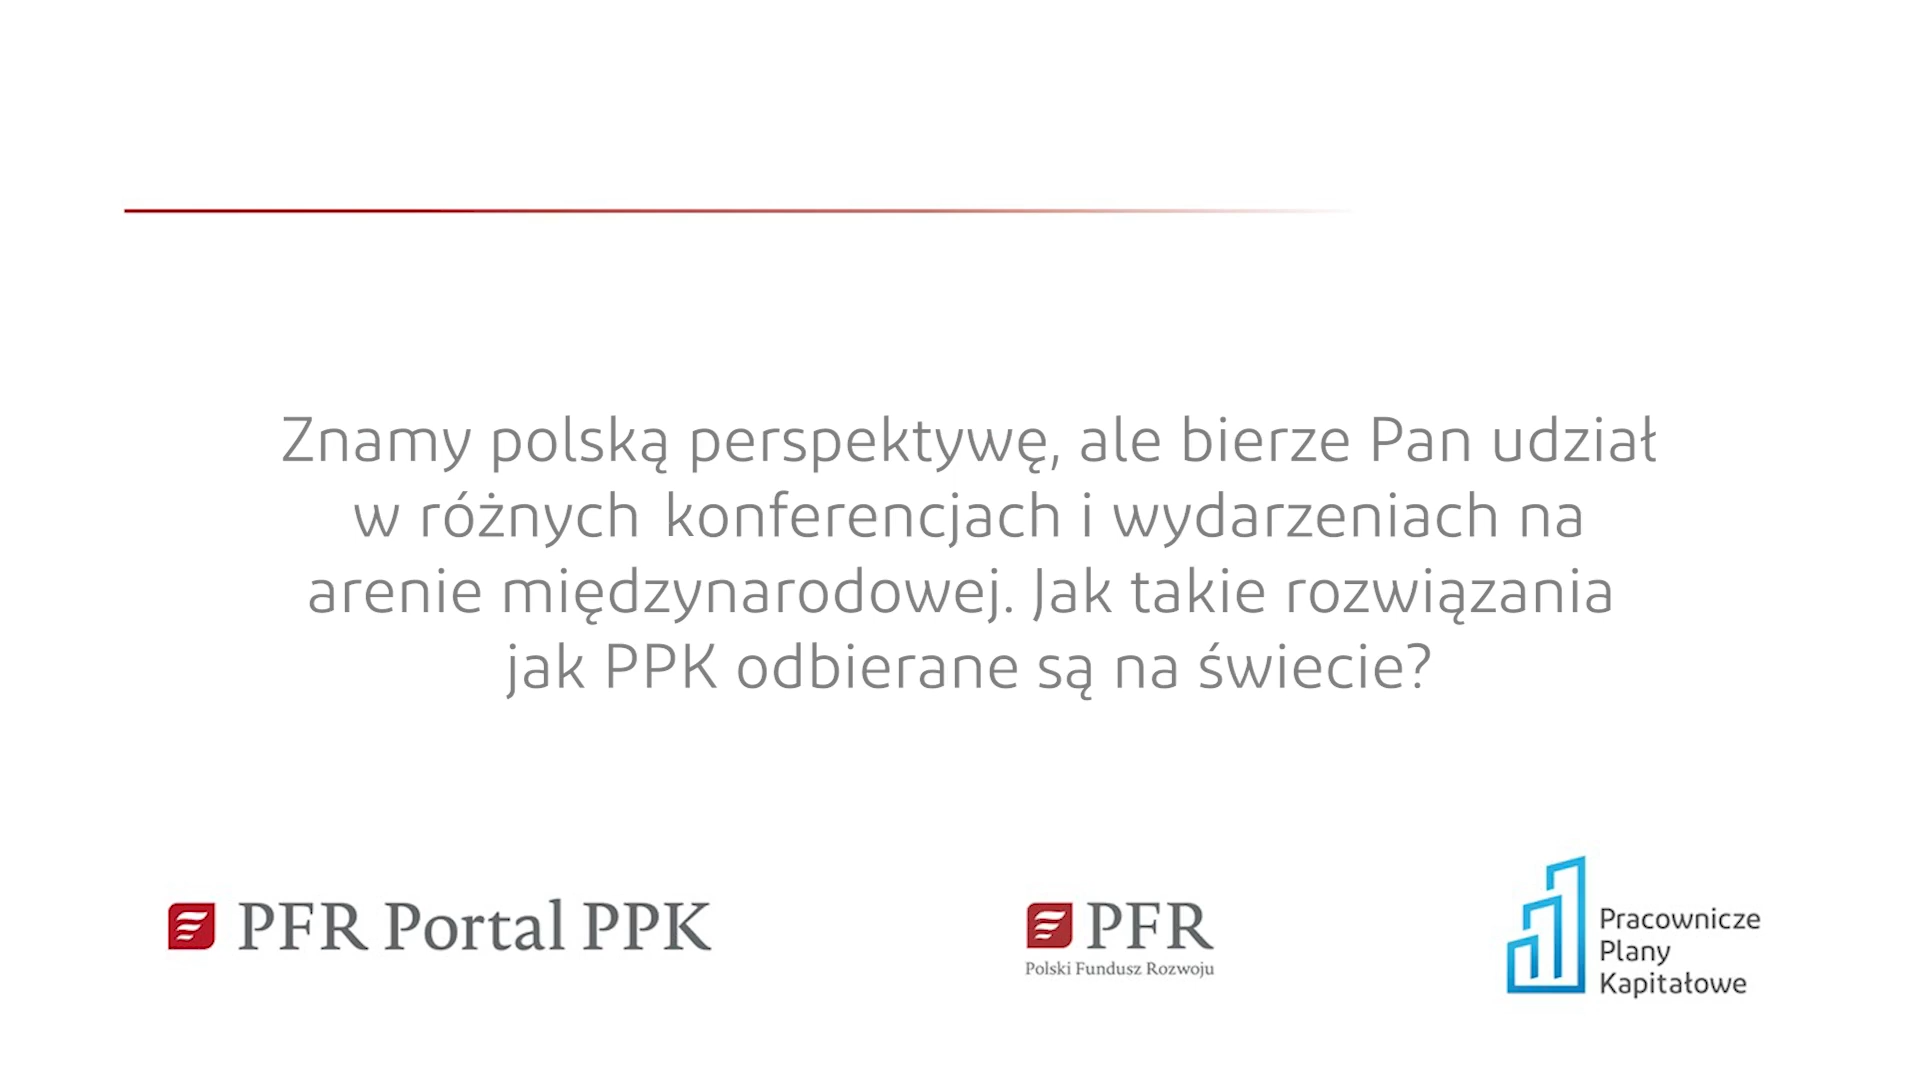 Znamy polską perspektywę, ale bierze Pan udział
w różnych konferencjach i wydarzeniach na
arenie międzynarodowej. Jak takie rozwiązania
jak PPK odbierane są na świecie?
PFR Portal PPK
PFR
Polski Fundusz Rozwoju
Pracownicze
Plany
Kapitałowe